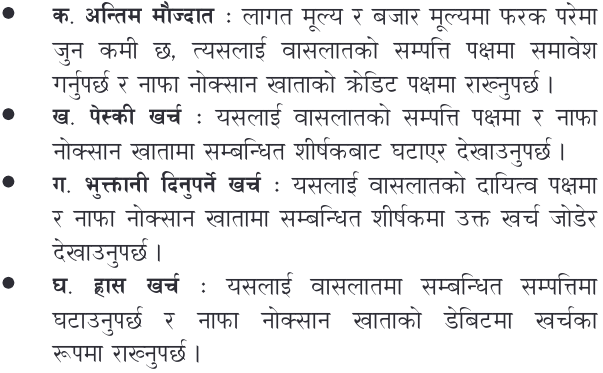 ● क. अन्तिम मौज्दात : लागत मूल्य र बजार मूल्यमा फरक परेमा
जुन कमी छ, त्यसलाई वासलातको सम्पत्ति पक्षमा समावेश
गर्नुपर्छ र नाफा नोक्सान खाताको क्रेडिट पक्षमा राख्नुपर्छ ।
● ख. पेस्की खर्च : यसलाई वासलातको सम्पत्ति पक्षमा र नाफा
नोक्सान खातामा सम्बन्धित शीर्षकबाट घटाएर देखाउनुपर्छ ।
● ग. भुक्तानी दिनुपर्ने खर्च : यसलाई वासलातको दायित्व पक्षमा
र नाफा नोक्सान खातामा सम्बन्धित शीर्षकमा उक्त खर्च जोडेर
देखाउनुपर्छ ।
● घ. ह्रास खर्च : यसलाई वासलातमा सम्बन्धित सम्पत्तिमा
घटाउनुपर्छ र नाफा नोक्सान खाताको डेबिटमा खर्चका
रूपमा राख्नुपर्छ ।